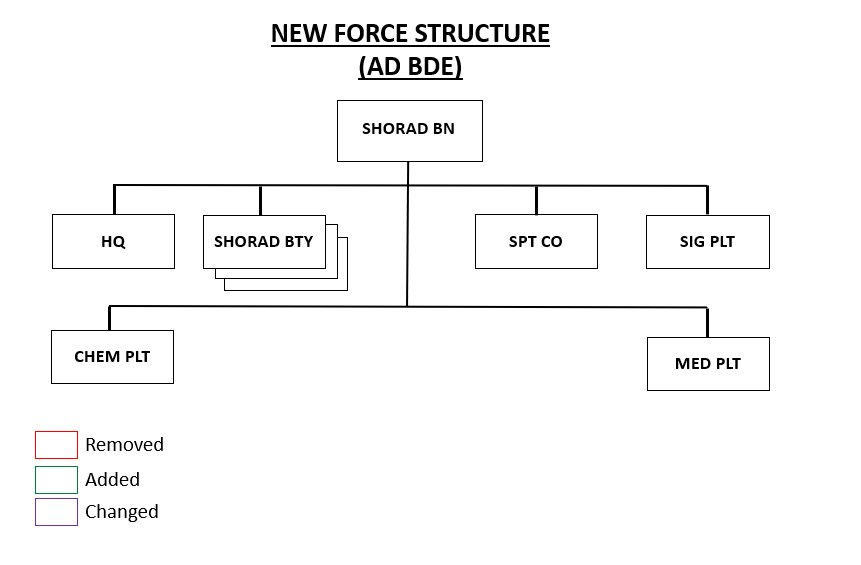 NEW FORCE STRUCTURE
(AD BDE)
SHORAD BN
HQ
SHORAD BTY
SPT CO
SIG PLT
CHEM PLT
MED PLT
Removed
Added
Changed